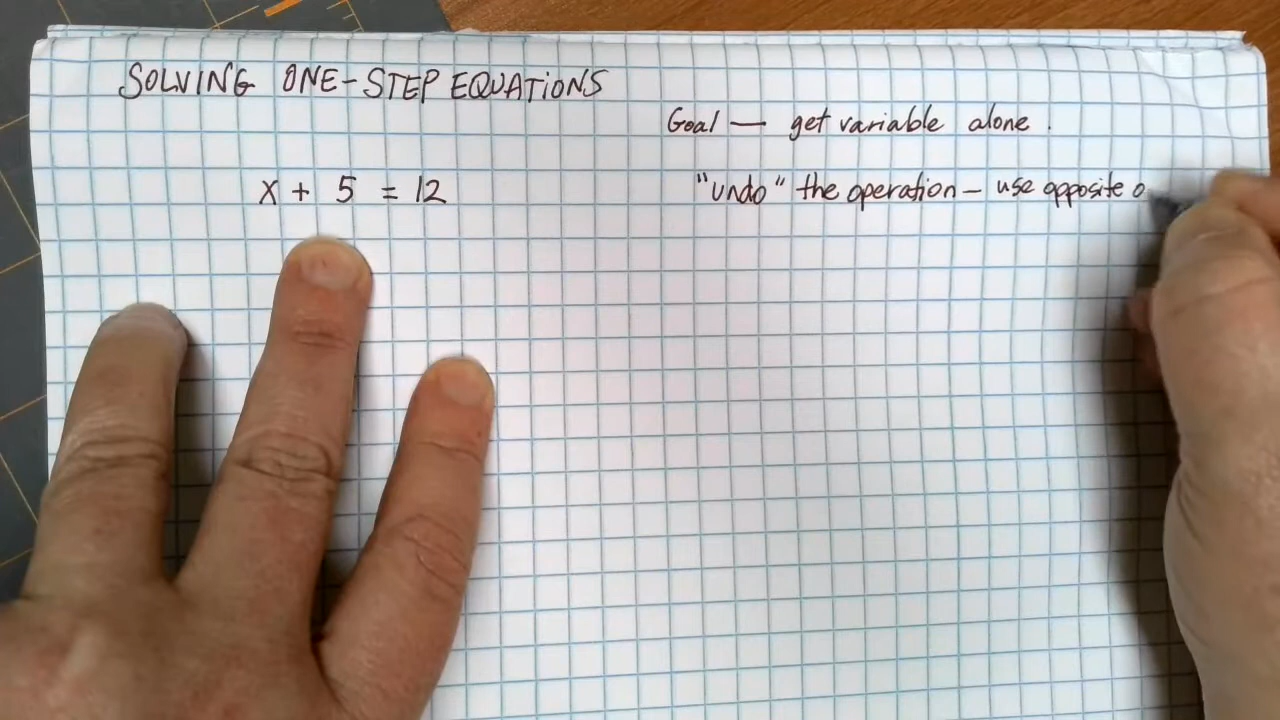 SOLVING ONE-STEP EQUATIONS
Goal — get variable alone.
x + 5 = 12
"undo" the operation — use opposite o